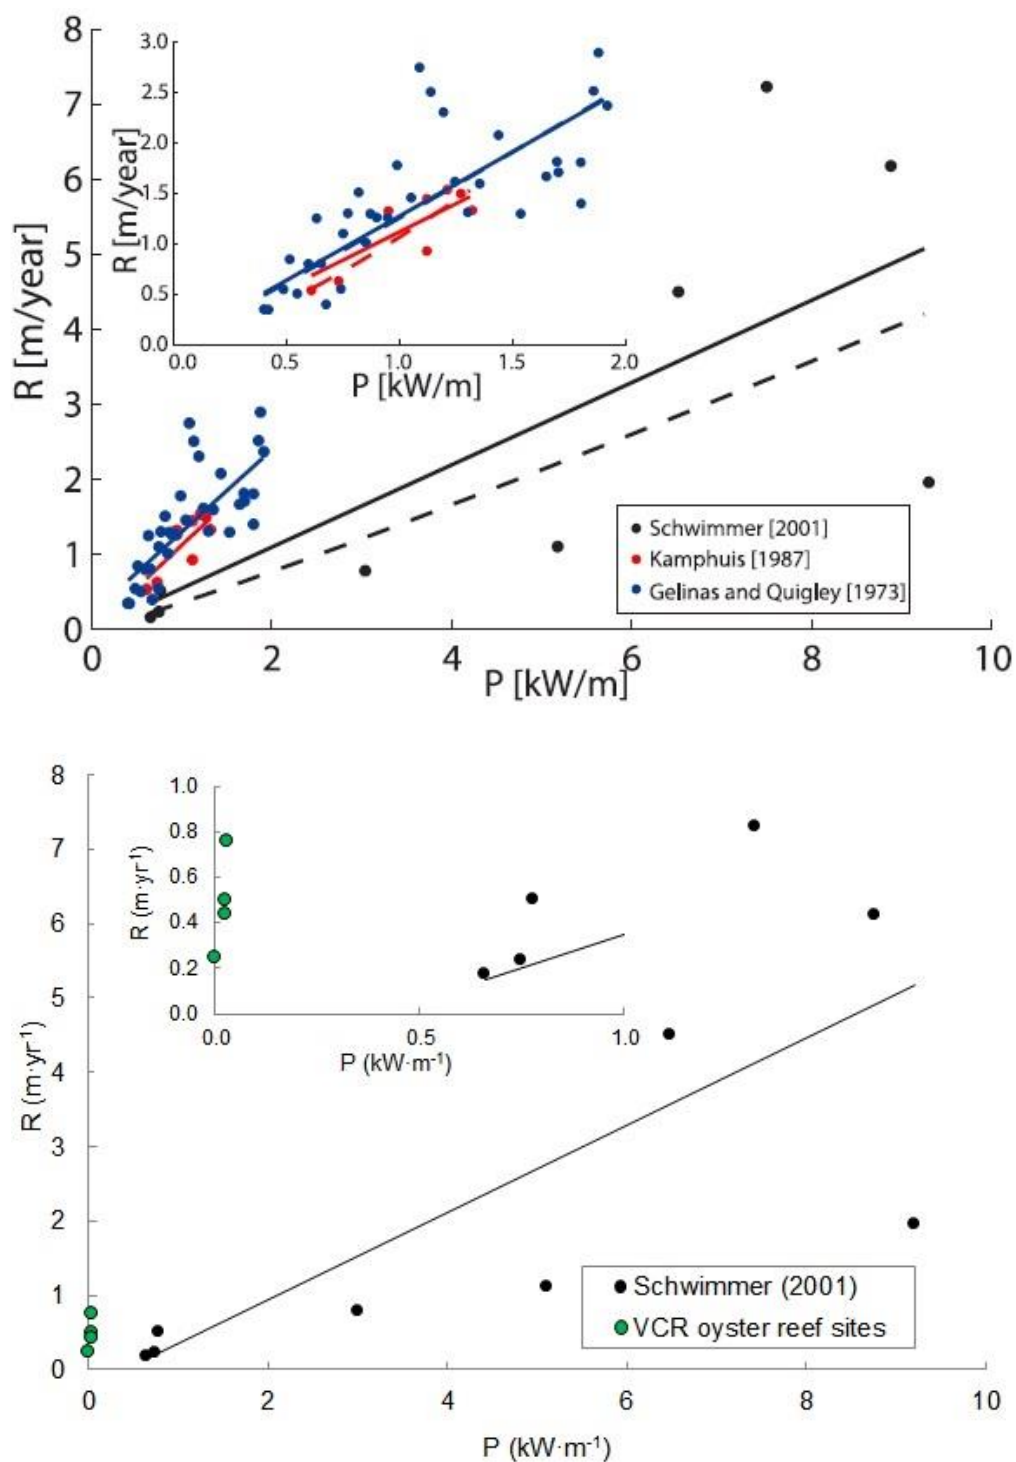 8
7
6
5
4
3
2
1
0
R [m/year]
3.0
2.5
2.0
1.5
1.0
0.5
0.0
R [m/year]
0.0 0.5 1.0 1.5 2.0
P [kW/m]
Schwimmer [2001]
Kamphuis [1987]
Gelinas and Quigley [1973]
0 2 4 6 8 10
P [kW/m]
8
7
6
5
4
3
2
1
0
R (m·yr⁻¹)
1.0
0.8
0.6
0.4
0.2
0.0
R (m·yr⁻¹)
0.0 0.5 1.0
P (kW·m⁻¹)
Schwimmer (2001)
VCR oyster reef sites
0 2 4 6 8 10
P (kW·m⁻¹)